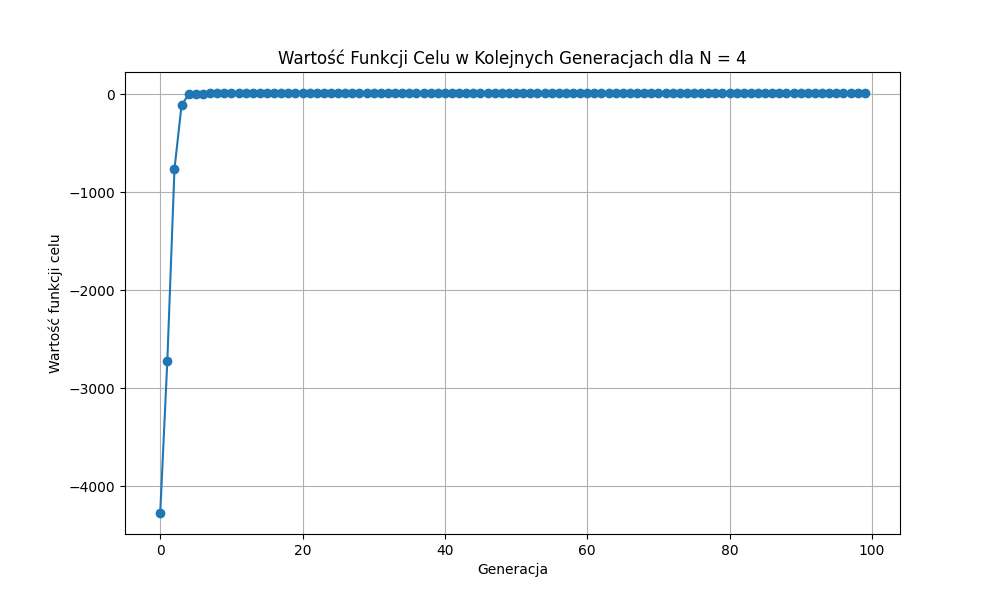 Wartość Funkcji Celu w Kolejnych Generacjach dla N = 4
Wartość funkcji celu
0
−1000
−2000
−3000
−4000
0 20 40 60 80 100
Generacja